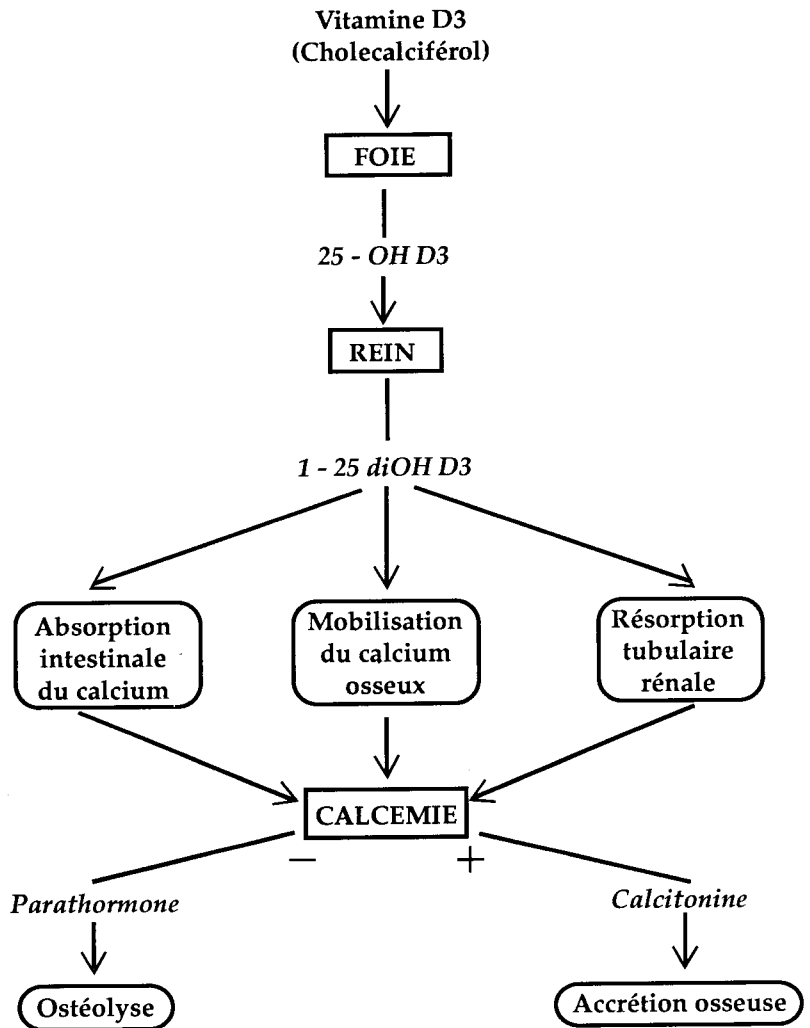 Vitamine D3
(Cholecalciférol)
FOIE
25 - OH D3
REIN
1 - 25 diOH D3
Absorption
intestinale
du calcium
Mobilisation
du calcium
osseux
Résorption
tubulaire
rénale
CALCEMIE
− +
Parathormone
Calcitonine
Ostéolyse
Accrétion osseuse